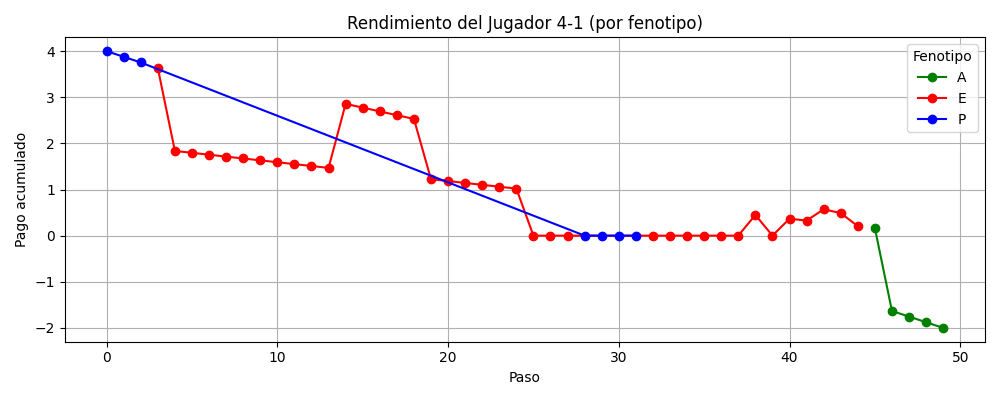 Rendimiento del Jugador 4-1 (por fenotipo)
Pago acumulado
4
3
2
1
0
−1
−2
Fenotipo
A
E
P
0 10 20 30 40 50
Paso